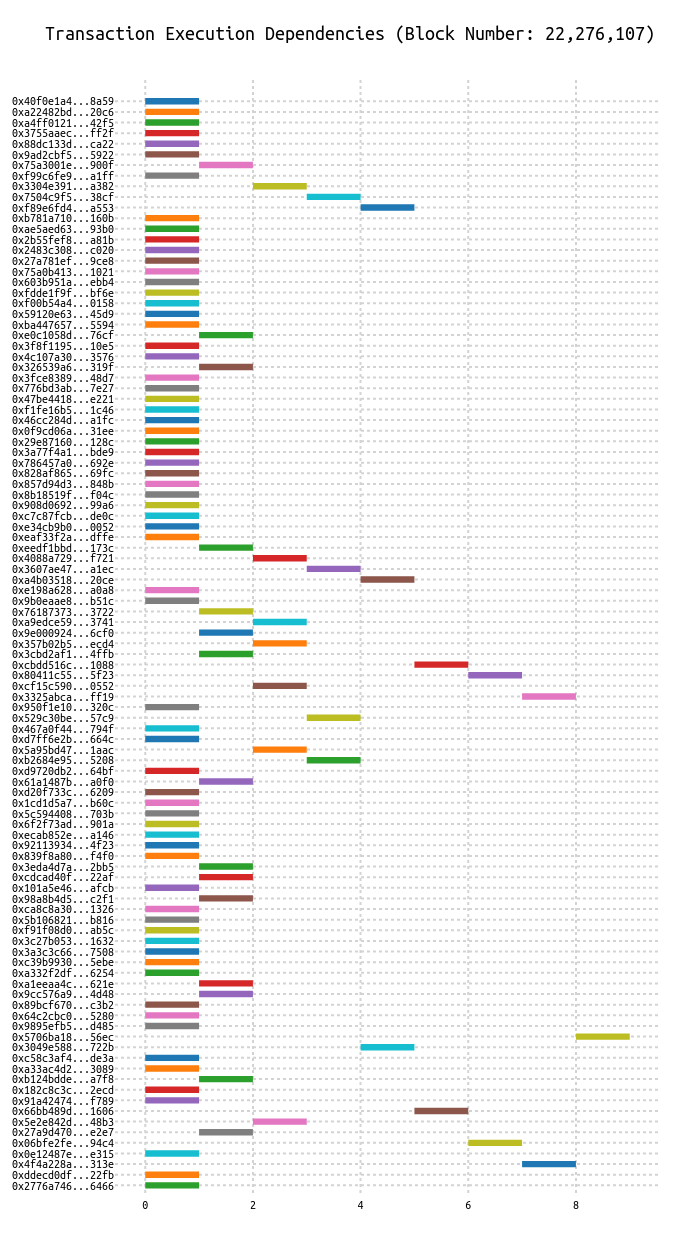 Transaction Execution Dependencies (Block Number: 22,276,107)
0x40f0e1a4...8a59
0xa22482bd...20c6
0xa4ff0121...42f5
0x3755aaec...ff2f
0x88dc133d...ca22
0x9ad2cbf5...5922
0x75a3001e...900f
0xf99c6fe9...a1ff
0x3304e391...a382
0x7504c9f5...38cf
0xf89e6fd4...a553
0xb781a710...160b
0xae5aed63...93b0
0x2b55fef8...a81b
0x2483c308...c020
0x27a781ef...9ce8
0x75a0b413...1021
0x603b951a...ebb4
0xfdde1f9f...bf6e
0xf00b54a4...0158
0x59120e63...45d9
0xba447657...5594
0xe0c1058d...76cf
0x3f8f1195...10e5
0x4c107a30...3576
0x326539a6...319f
0x3fce8389...48d7
0x776bd3ab...7e27
0x47be4418...e221
0xf1fe16b5...1c46
0x46cc284d...a1fc
0x0f9cd06a...31ee
0x29e87160...128c
0x3a77f4a1...bde9
0x786457a0...692e
0x828af865...69fc
0x857d94d3...848b
0x8b18519f...f04c
0x908d0692...99a6
0xc7c87fcb...de0c
0xe34cb9b0...0052
0xeaf33f2a...dffe
0xeedf1bbd...173c
0x4088a729...f721
0x3607ae47...a1ec
0xa4b03518...20ce
0xe198a628...a0a8
0x9b0eaae8...b51c
0x76187373...3722
0xa9edce59...3741
0x9e000924...6cf0
0x357b02b5...ecd4
0x3cbd2af1...4ffb
0xcbdd516c...1088
0x80411c55...5f23
0xcf15c590...0552
0x3325abca...ff19
0x950f1e10...320c
0x529c30be...57c9
0x467a0f44...794f
0xd7ff6e2b...664c
0x5a95bd47...1aac
0xb2684e95...5208
0xd9720db2...64bf
0x61a1487b...a0f0
0xd20f733c...6209
0x1cd1d5a7...b60c
0x5c594408...703b
0x6f2f73ad...901a
0xecab852e...a146
0x92113934...4f23
0x839f8a80...f4f0
0x3eda4d7a...2bb5
0xcdcad40f...22af
0x101a5e46...afcb
0x98a8b4d5...c2f1
0xca8c8a30...1326
0x5b106821...b816
0xf91f08d0...ab5c
0x3c27b053...1632
0x3a3c3c66...7508
0xc39b9930...5ebe
0xa332f2df...6254
0xa1eeaa4c...621e
0x9cc576a9...4d48
0x89bcf670...c3b2
0x64c2cbc0...5280
0x9895efb5...d485
0x5706ba18...56ec
0x3049e588...722b
0xc58c3af4...de3a
0xa33ac4d2...3089
0xb124bdde...a7f8
0x182c8c3c...2ecd
0x91a42474...f789
0x66bb489d...1606
0x5e2e842d...48b3
0x27a9d470...e2e7
0x06bfe2fe...94c4
0x0e12487e...e315
0x4f4a228a...313e
0xddecd0df...22fb
0x2776a746...6466
0 2 4 6 8